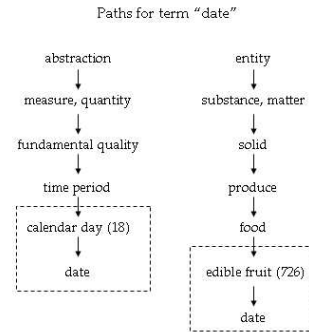 Paths for term “date”
abstraction
measure, quantity
fundamental quality
time period
calendar day (18)
date
entity
substance, matter
solid
produce
food
edible fruit (726)
date